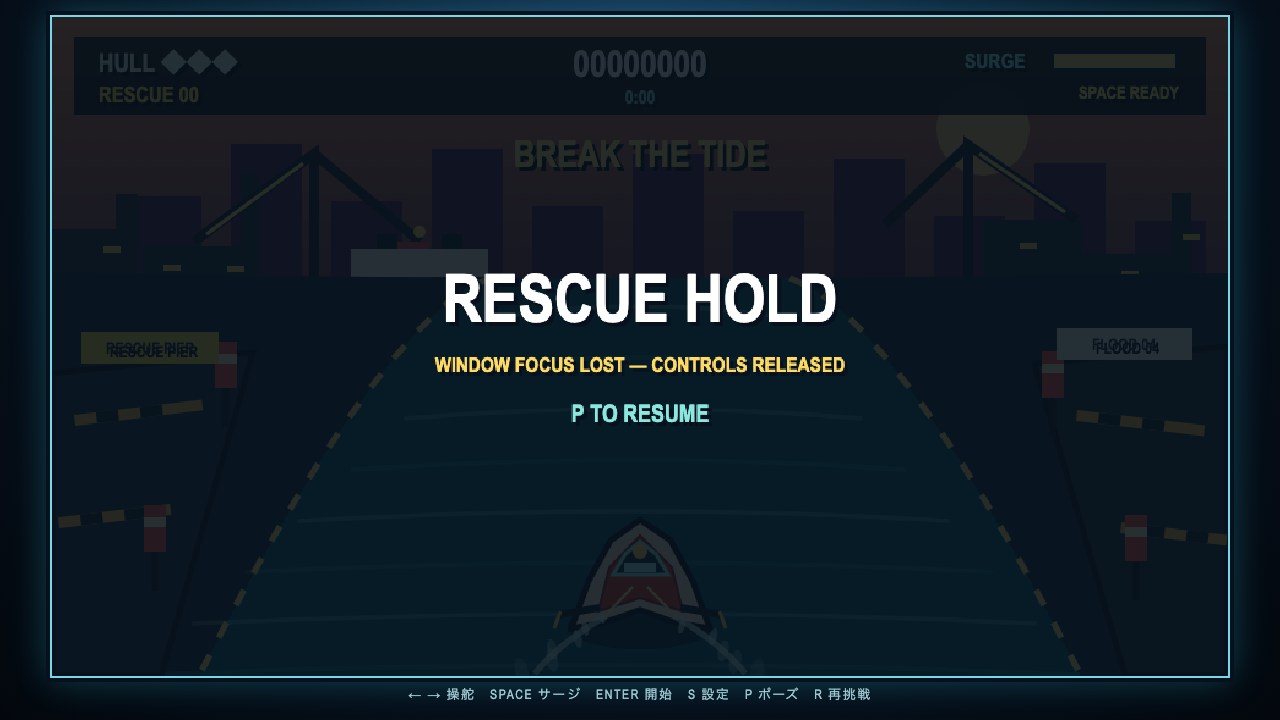 HULL
00000000
SURGE
RESCUE 00
0:00
SPACE READY
BREAK THE TIDE
RESCUE HOLD
RESCUE PIER
FLOOD 04
WINDOW FOCUS LOST — CONTROLS RELEASED
P TO RESUME
← → 操舵 SPACE サージ ENTER 開始 S 設定 P ポーズ R 再挑戦